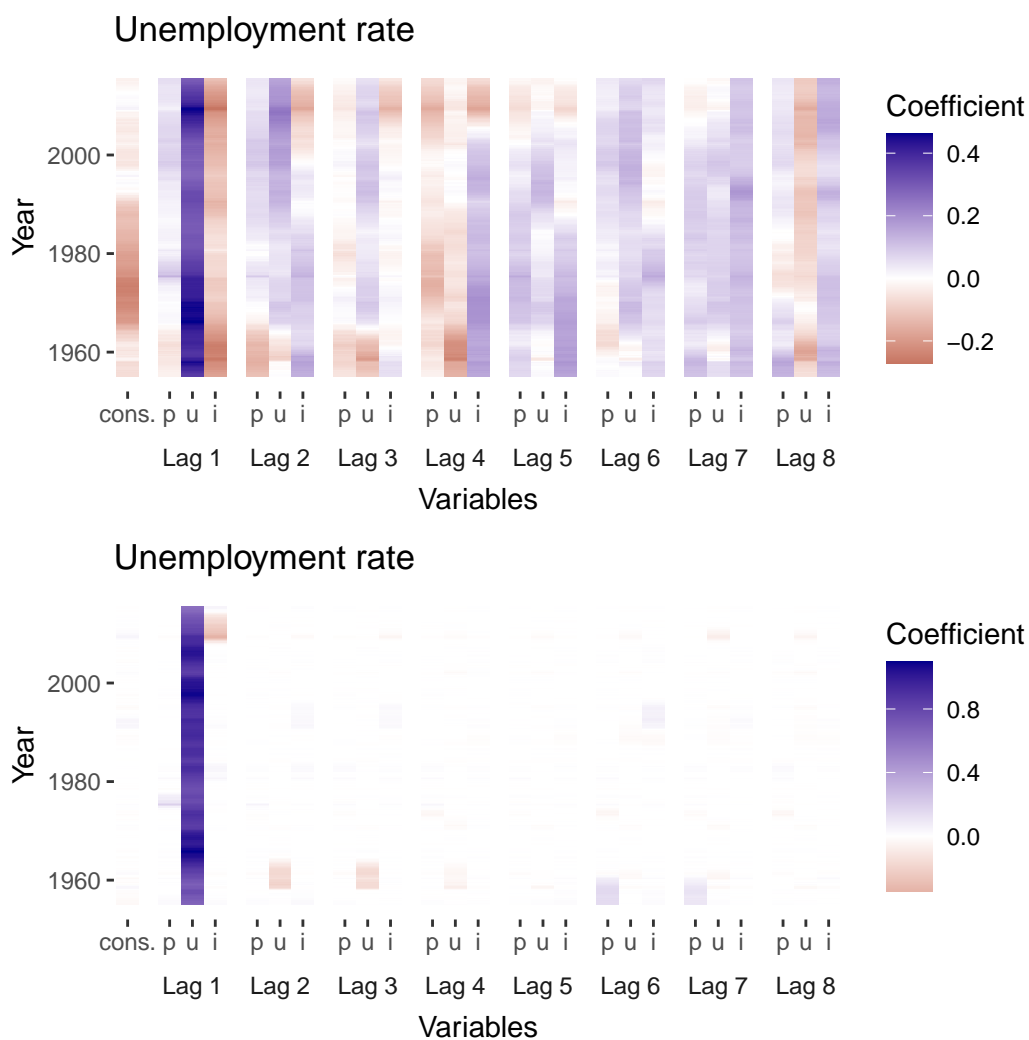 Unemployment rate
Year
2000
1980
1960
cons. p u i p u i p u i p u i p u i p u i p u i p u i
Lag 1 Lag 2 Lag 3 Lag 4 Lag 5 Lag 6 Lag 7 Lag 8
Variables
Coefficient
0.4
0.2
0.0
−0.2
Unemployment rate
Year
2000
1980
1960
cons. p u i p u i p u i p u i p u i p u i p u i p u i
Lag 1 Lag 2 Lag 3 Lag 4 Lag 5 Lag 6 Lag 7 Lag 8
Variables
Coefficient
0.8
0.4
0.0